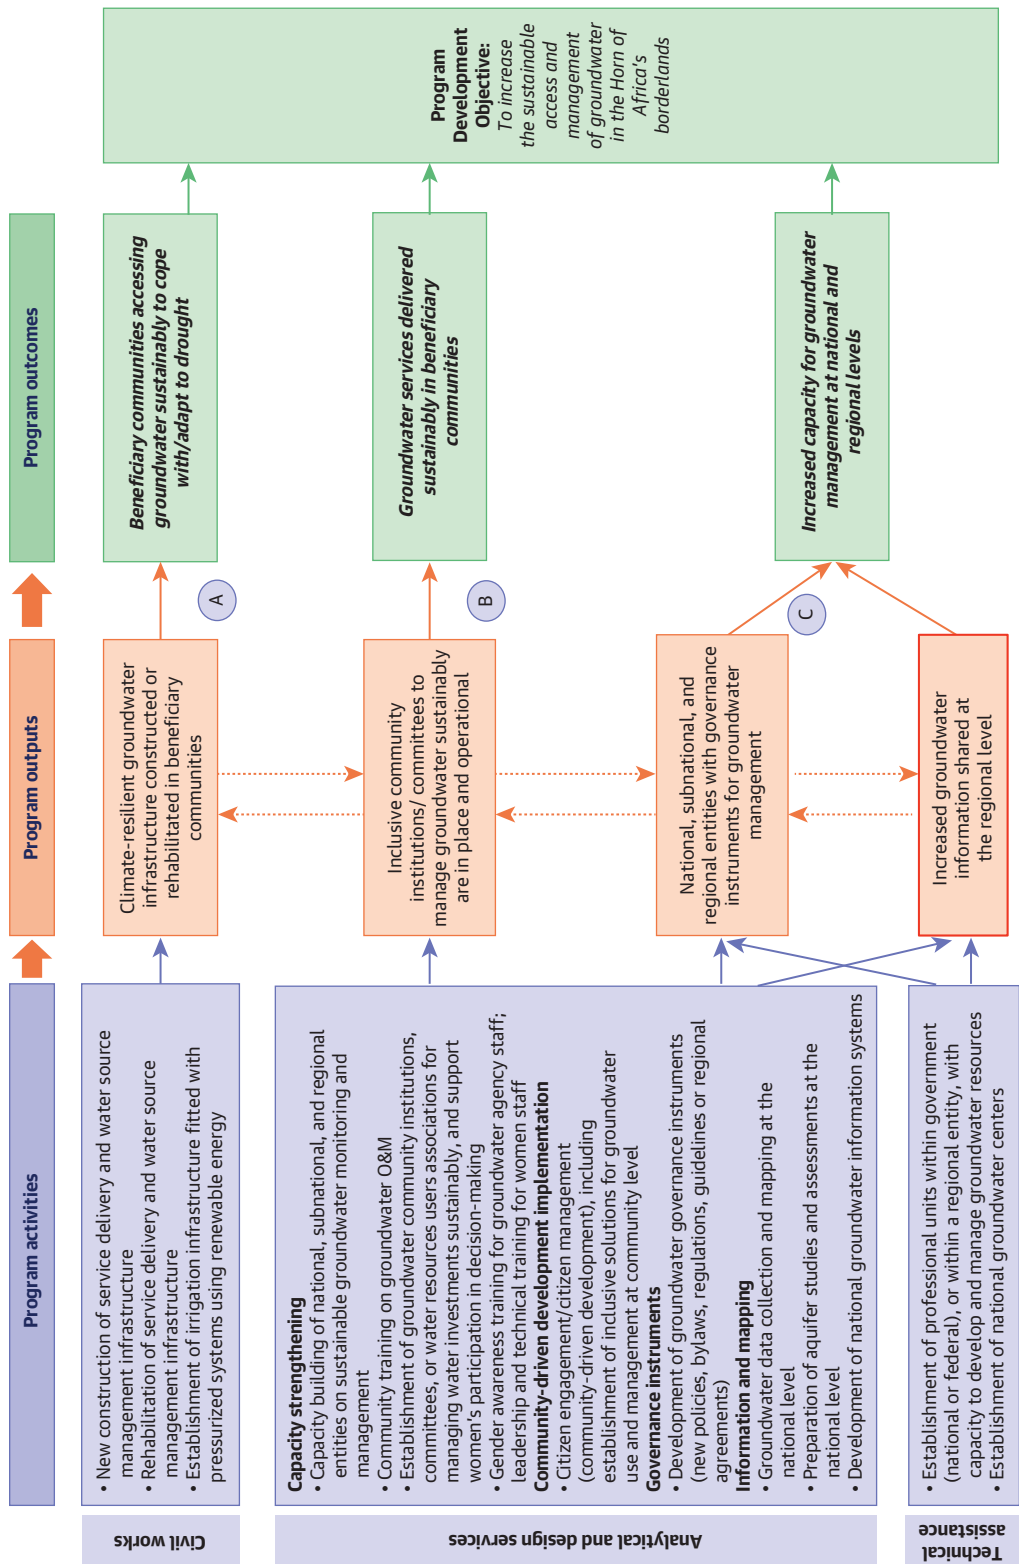 Program activities
Program outputs
Program outcomes
Civil works
• New construction of service delivery and water source
management infrastructure
• Rehabilitation of service delivery and water source
management infrastructure
• Establishment of irrigation infrastructure fitted with
pressurized systems using renewable energy
Climate-resilient groundwater
infrastructure constructed or
rehabilitated in beneficiary
communities
A
Beneficiary communities accessing
groundwater sustainably to cope
with/adapt to drought
Analytical and design services
Capacity strengthening
• Capacity building of national, subnational, and regional
entities on sustainable groundwater monitoring and
management
• Community training on groundwater O&M
• Establishment of groundwater community institutions,
committees, or water resources users associations for
managing water investments sustainably, and support
women's participation in decision-making
• Gender awareness training for groundwater agency staff;
leadership and technical training for women staff
Community-driven development implementation
• Citizen engagement/citizen management
(community-driven development), including
establishment of inclusive solutions for groundwater
use and management at community level
Governance instruments
• Development of groundwater governance instruments
(new policies, bylaws, regulations, guidelines or regional
agreements)
Information and mapping
• Groundwater data collection and mapping at the
national level
• Preparation of aquifer studies and assessments at the
national level
• Development of national groundwater information systems
Inclusive community
institutions/ committees to
manage groundwater sustainably
are in place and operational
B
Groundwater services delivered
sustainably in beneficiary
communities
National, subnational, and
regional entities with governance
instruments for groundwater
management
C
Increased capacity for groundwater
management at national and
regional levels
Technical
assistance
• Establishment of professional units within government
(national or federal), or within a regional entity, with
capacity to develop and manage groundwater resources
• Establishment of national groundwater centers
Increased groundwater
information shared at
the regional level
Program
Development
Objective:
To increase
the sustainable
access and
management
of groundwater
in the Horn of
Africa's
borderlands